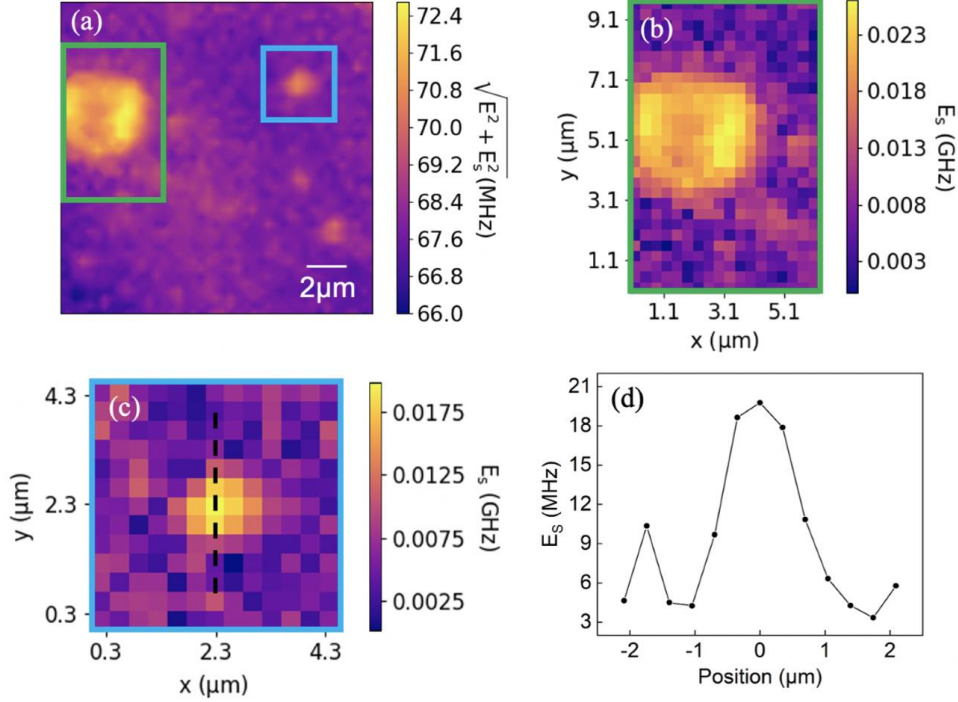 (a)
2μm
72.4
71.6
70.8
70.0
69.2
68.4
67.6
66.8
66.0
√E² + Eₛ² (MHz)
(b)
9.1
7.1
5.1
3.1
1.1
y (μm)
1.1 3.1 5.1
x (μm)
0.023
0.018
0.013
0.008
0.003
Eₛ (GHz)
(c)
4.3
2.3
0.3
y (μm)
0.3 2.3 4.3
x (μm)
0.0175
0.0125
0.0075
0.0025
Eₛ (GHz)
(d)
21
18
15
12
9
6
3
E_S (MHz)
-2 -1 0 1 2
Position (μm)